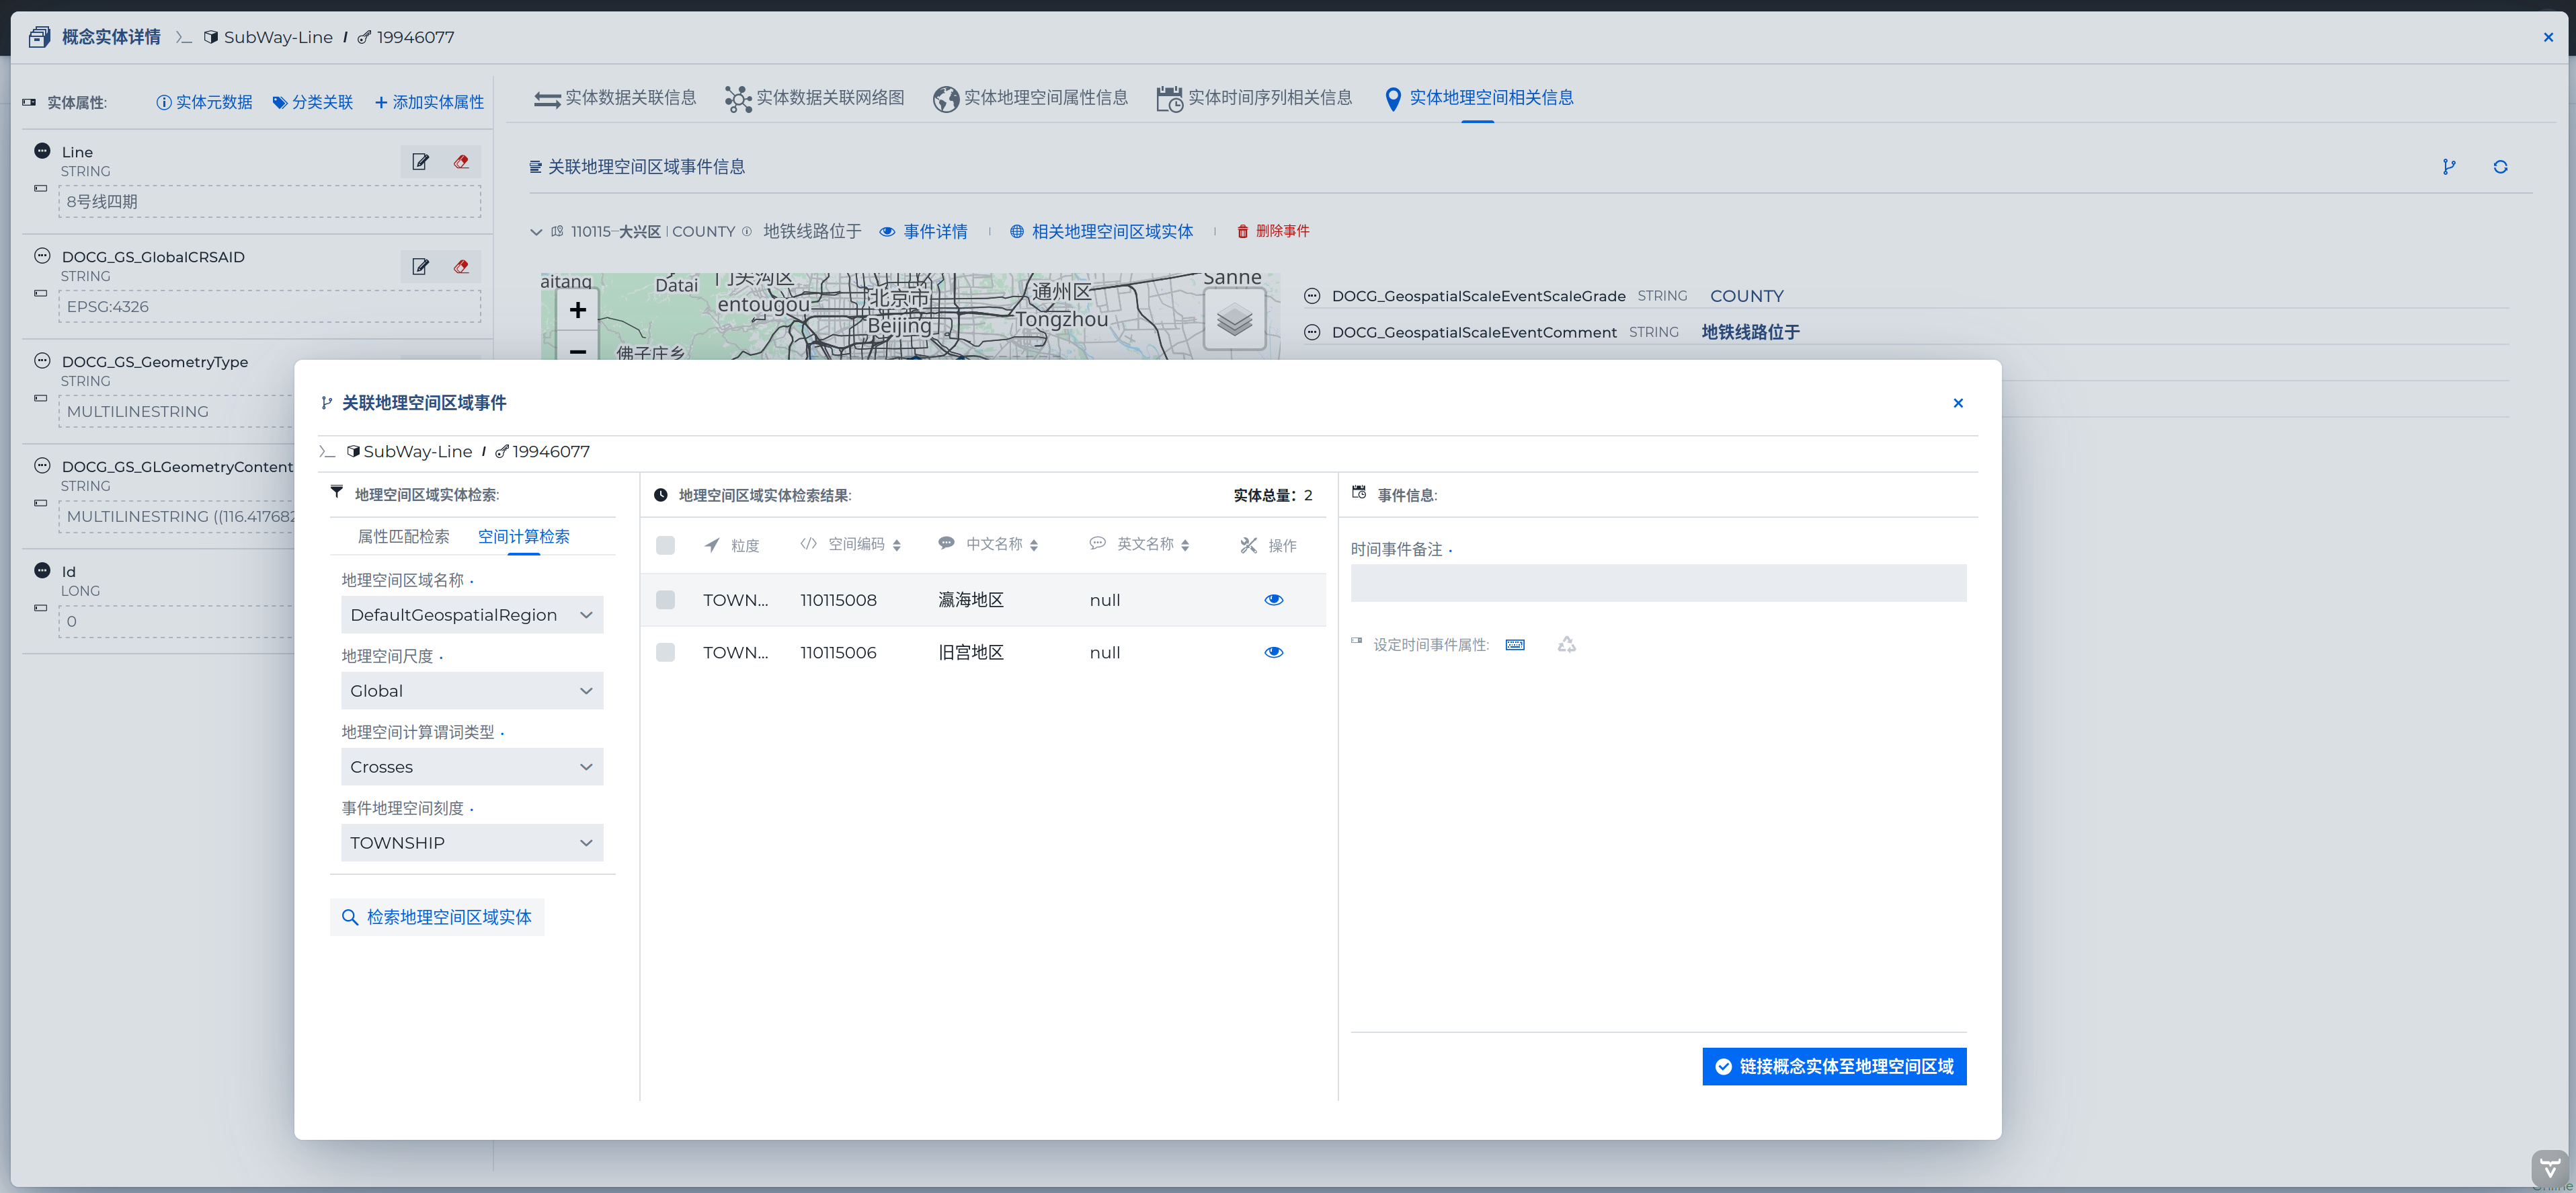 概念实体详情 SubWay-Line / 19946077
实体属性: 实体元数据 分类关联 + 添加实体属性
实体数据关联信息 实体数据关联网络图 实体地理空间属性信息 实体时间序列相关信息 实体地理空间相关信息
Line
STRING
8号线四期
DOCG_GS_GlobalCRSAID
STRING
EPSG:4326
DOCG_GS_GeometryType
STRING
MULTILINESTRING
DOCG_GS_GLGeometryContent
STRING
MULTILINESTRING ((116.417682
Id
LONG
0
关联地理空间区域事件信息
110115-大兴区 | COUNTY 地铁线路位于 事件详情 | 相关地理空间区域实体 | 删除事件
aitang
Datai
门头沟区
entougou
北京市
Beijing
通州区
Tongzhou
Sanhe
佛子庄乡
+
−
DOCG_GeospatialScaleEventScaleGrade STRING COUNTY
DOCG_GeospatialScaleEventComment STRING 地铁线路位于
关联地理空间区域事件
SubWay-Line / 19946077
地理空间区域实体检索:
属性匹配检索 空间计算检索
地理空间区域名称
DefaultGeospatialRegion
地理空间尺度
Global
地理空间计算谓词类型
Crosses
事件地理空间刻度
TOWNSHIP
检索地理空间区域实体
地理空间区域实体检索结果: 实体总量: 2
粒度 空间编码 中文名称 英文名称 操作
TOWN... 110115008 瀛海地区 null
TOWN... 110115006 旧宫地区 null
事件信息:
时间事件备注
设定时间事件属性:
链接概念实体至地理空间区域